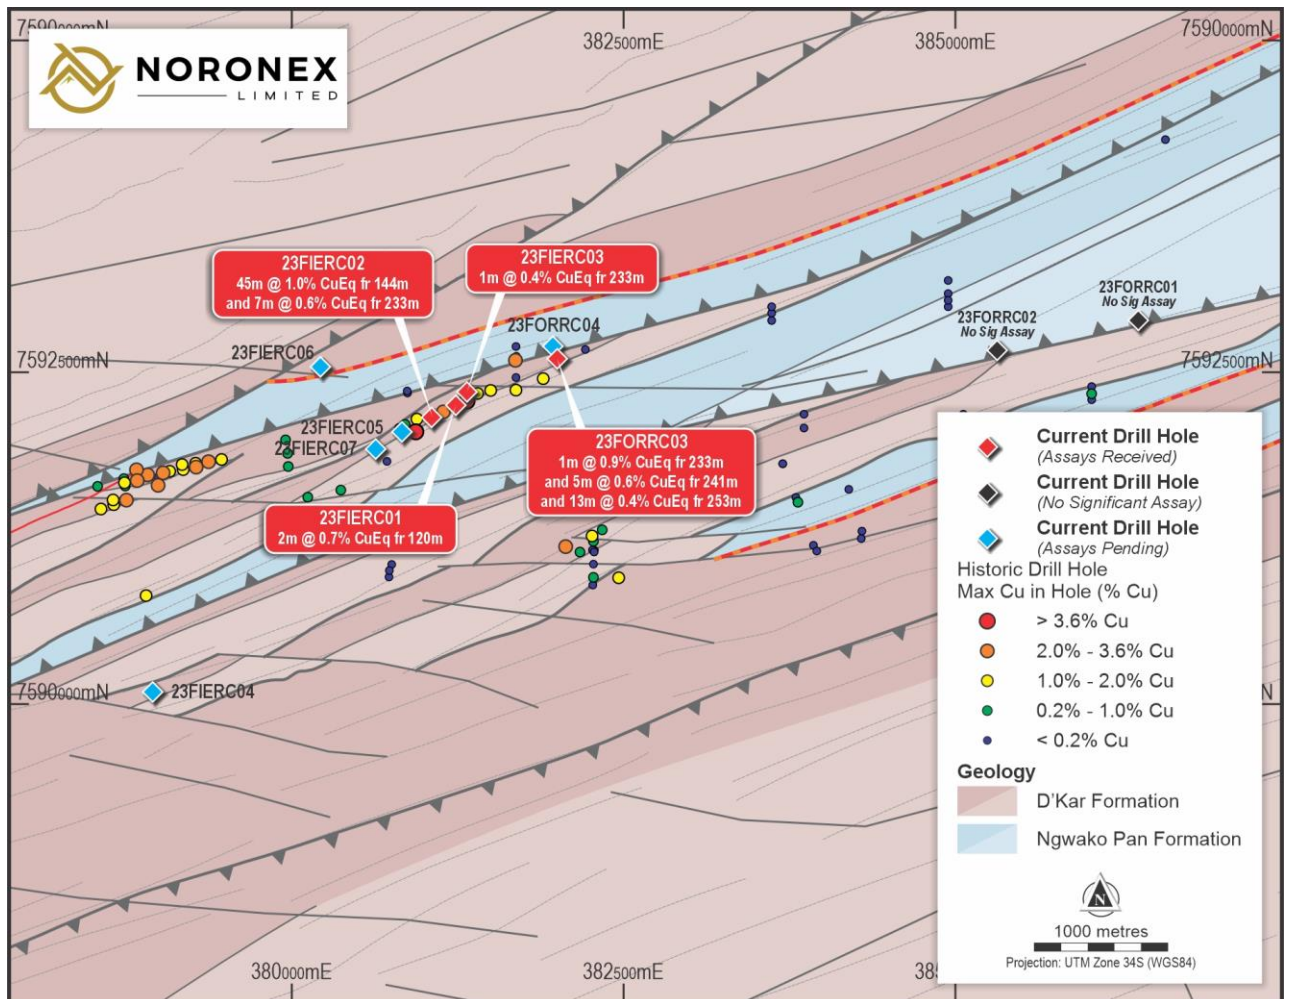 7590000mN
382500mE
385000mE
7590000mN
NORONEX
LIMITED
23FIERC02
45m @ 1.0% CuEq fr 144m
and 7m @ 0.6% CuEq fr 233m
23FIERC03
1m @ 0.4% CuEq fr 233m
23FORRC01
No Sig Assay
23FORRC02
No Sig Assay
23FORRC04
23FIERC06
7592500mN
7592500mN
23FIERC05
23FIERC07
23FORRC03
1m @ 0.9% CuEq fr 233m
and 5m @ 0.6% CuEq fr 241m
and 13m @ 0.4% CuEq fr 253m
23FIERC01
2m @ 0.7% CuEq fr 120m
7590000mN
23FIERC04
N
Current Drill Hole
(Assays Received)
Current Drill Hole
(No Significant Assay)
Current Drill Hole
(Assays Pending)
Historic Drill Hole
Max Cu in Hole (% Cu)
> 3.6% Cu
2.0% - 3.6% Cu
1.0% - 2.0% Cu
0.2% - 1.0% Cu
< 0.2% Cu
Geology
D'Kar Formation
Ngwako Pan Formation
N
1000 metres
Projection: UTM Zone 34S (WGS84)
380000mE
382500mE
38